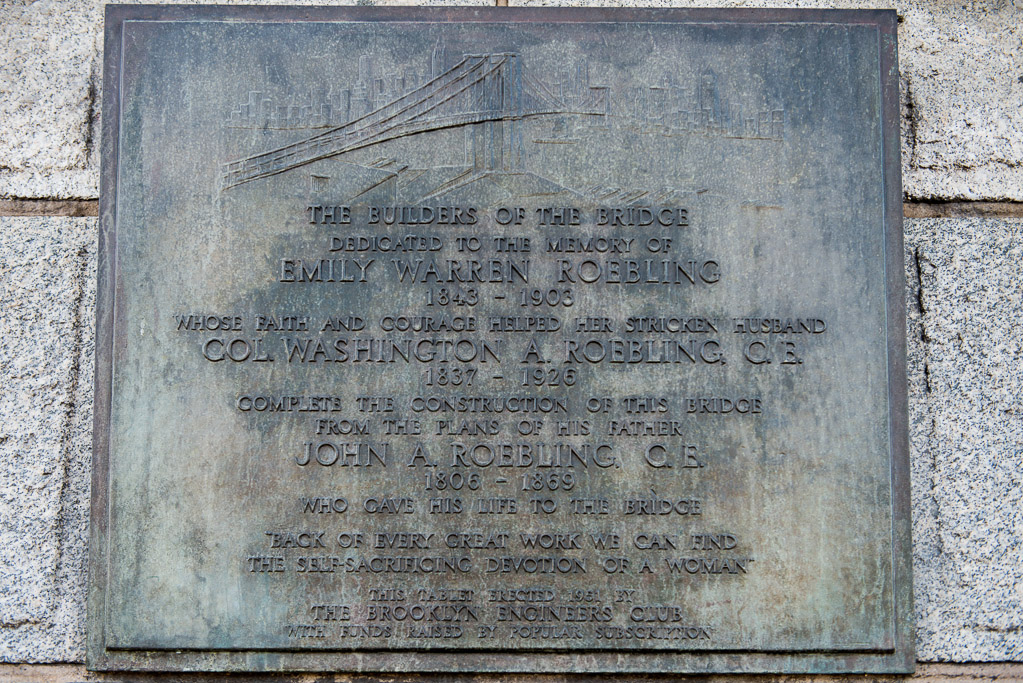 THE BUILDERS OF THE BRIDGE
DEDICATED TO THE MEMORY OF
EMILY WARREN ROEBLING
1843 - 1903
WHOSE FAITH AND COURAGE HELPED HER STRICKEN HUSBAND
COL. WASHINGTON A. ROEBLING, C. E.
1837 - 1926
COMPLETE THE CONSTRUCTION OF THIS BRIDGE
FROM THE PLANS OF HIS FATHER
JOHN A. ROEBLING, C. E.
1806 - 1869
WHO GAVE HIS LIFE TO THE BRIDGE
"BACK OF EVERY GREAT WORK WE CAN FIND
THE SELF-SACRIFICING DEVOTION OF A WOMAN"
THIS TABLET ERECTED 1951 BY
THE BROOKLYN ENGINEERS CLUB
WITH FUNDS RAISED BY POPULAR SUBSCRIPTION